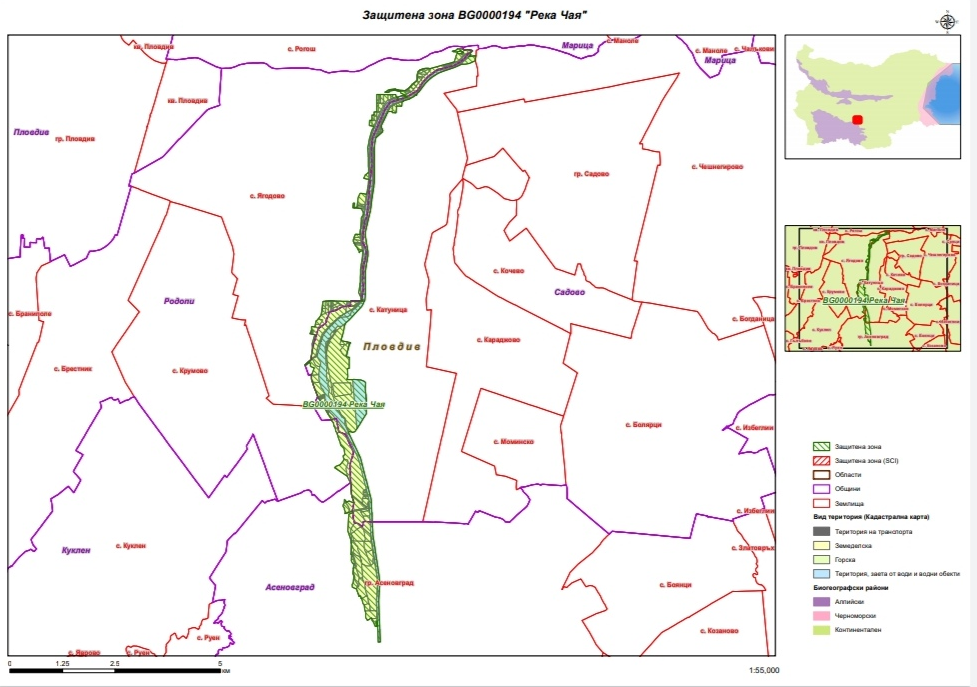 Защитена зона BG0000194 "Река Чая"
кв. Пловдив
с. Рогош
Марица
с. Маноле
с. Маноле
Марица
кв. Пловдив
Пловдив
гр. Пловдив
с. Ягодово
гр. Садово
с. Чешнегирово
с. Кочево
Садово
Родопи
с. Браниполе
с. Катуница
с. Богданица
с. Караджово
Пловдив
с. Брестник
с. Крумово
BG0000194 Река Чая
с. Болярци
с. Избеглии
с. Моминско
с. Избеглии
Куклен
с. Куклен
с. Златовръх
Асеновград
гр. Асеновград
с. Боянци
с. Козаново
с. Руен
с. Яврово
с. Руен
0 1.25 2.5 5
км
1:55,000
BG0000194 Река Чая
Защитена зона
Защитена зона (SCI)
Области
Общини
Землища
Вид територия (Кадастрална карта)
Територия на транспорта
Земеделска
Горска
Територия, заета от води и водни обекти
Биогеографски райони
Алпийски
Черноморски
Континентален